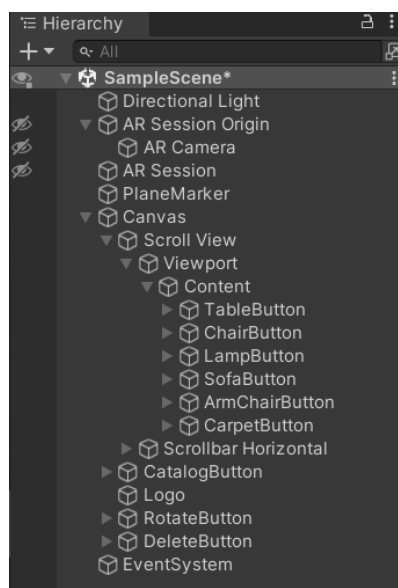 Hierarchy
All
SampleScene*
Directional Light
AR Session Origin
AR Camera
AR Session
PlaneMarker
Canvas
Scroll View
Viewport
Content
TableButton
ChairButton
LampButton
SofaButton
ArmChairButton
CarpetButton
Scrollbar Horizontal
CatalogButton
Logo
RotateButton
DeleteButton
EventSystem